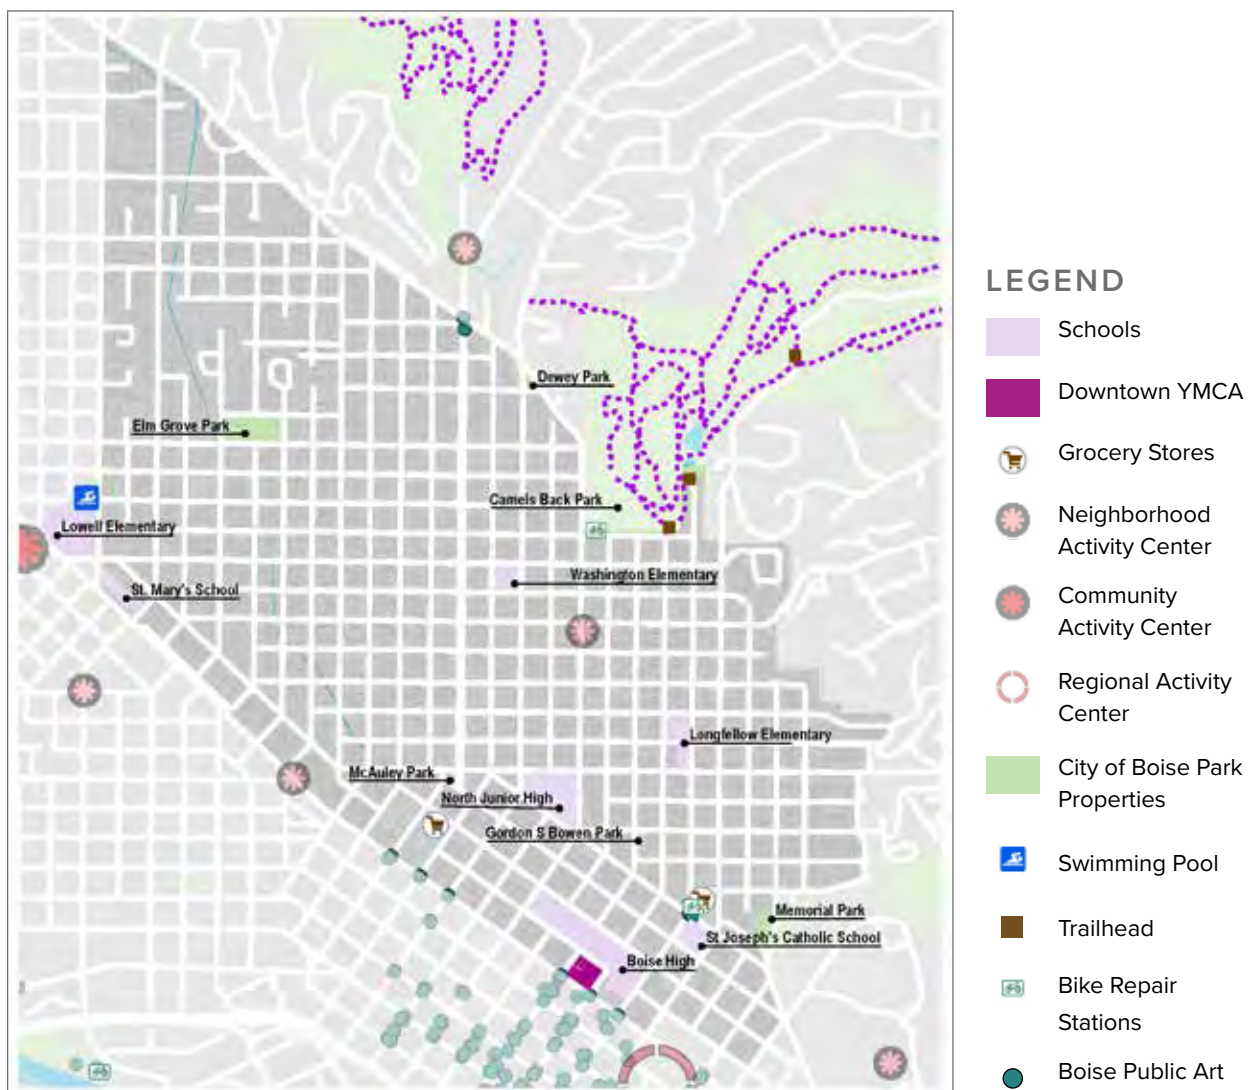 Dewey Park
Elm Grove Park
Camels Back Park
Lowell Elementary
Washington Elementary
St. Mary's School
Longfellow Elementary
McAuley Park
North Junior High
Gordon S Bowen Park
Memorial Park
St Joseph's Catholic School
Boise High
LEGEND
Schools
Downtown YMCA
Grocery Stores
Neighborhood
Activity Center
Community
Activity Center
Regional Activity
Center
City of Boise Park
Properties
Swimming Pool
Trailhead
Bike Repair
Stations
Boise Public Art